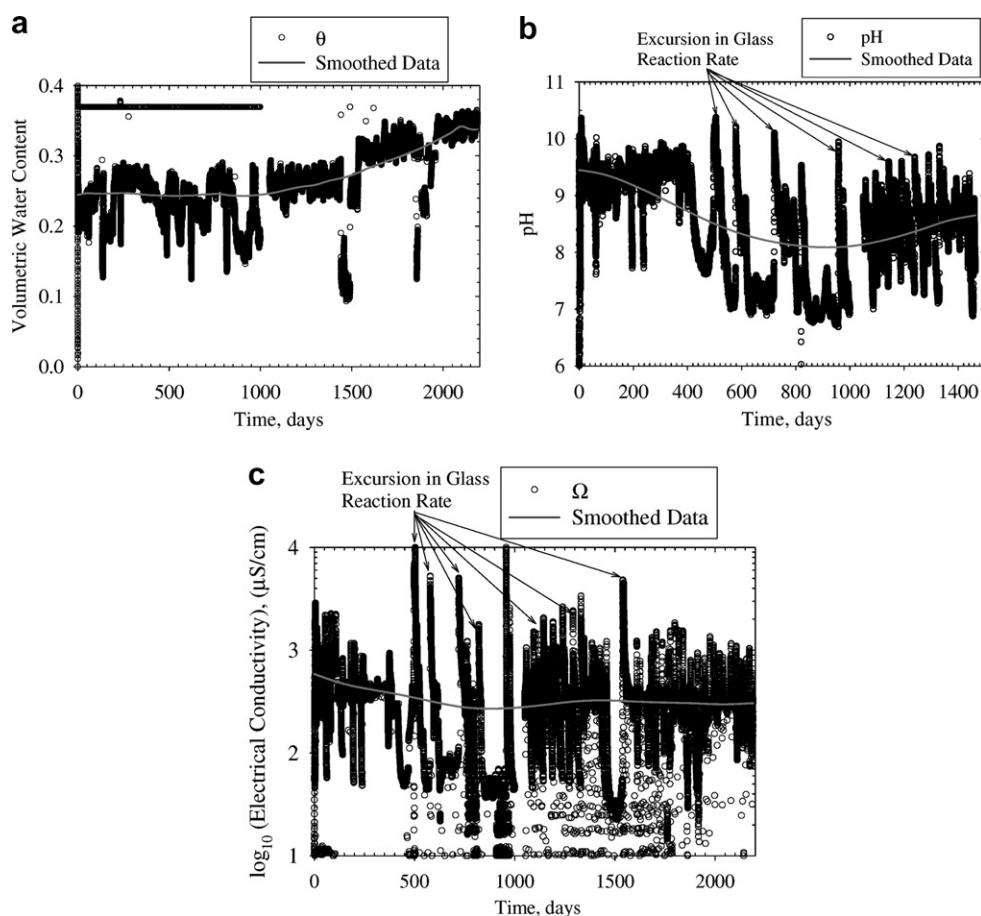 a
θ
Smoothed Data
Volumetric Water Content
0.4
0.3
0.2
0.1
0.0
0 500 1000 1500 2000
Time, days
b
Excursion in Glass
Reaction Rate
pH
Smoothed Data
pH
11
10
9
8
7
6
0 200 400 600 800 1000 1200 1400
Time, days
c
Excursion in Glass
Reaction Rate
Ω
Smoothed Data
log10 (Electrical Conductivity), (μS/cm)
4
3
2
1
0 500 1000 1500 2000
Time, days